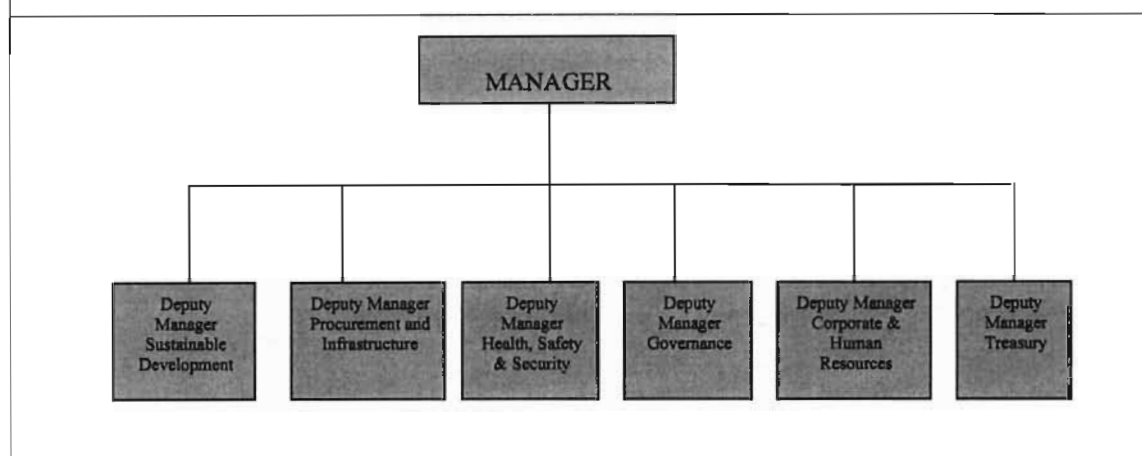 MANAGER
Deputy
Manager
Sustainable
Development
Deputy Manager
Procurement and
Infrastructure
Deputy
Manager
Health, Safety
& Security
Deputy
Manager
Governance
Deputy Manager
Corporate &
Human
Resources
Deputy
Manager
Treasury